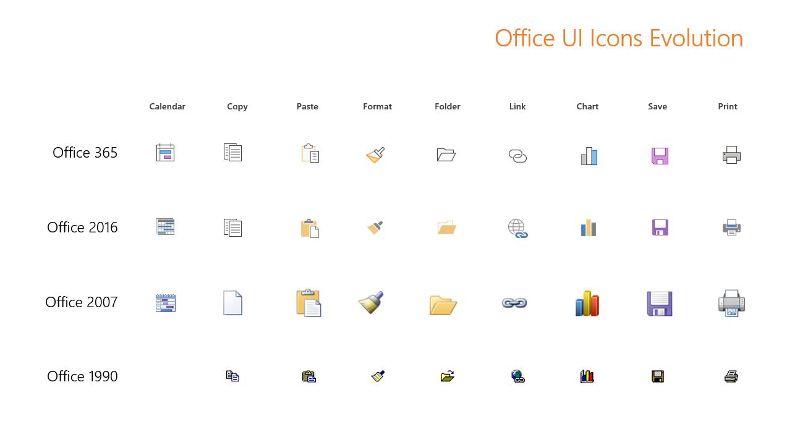 Office UI Icons Evolution
Calendar Copy Paste Format Folder Link Chart Save Print
Office 365
Office 2016
Office 2007
Office 1990